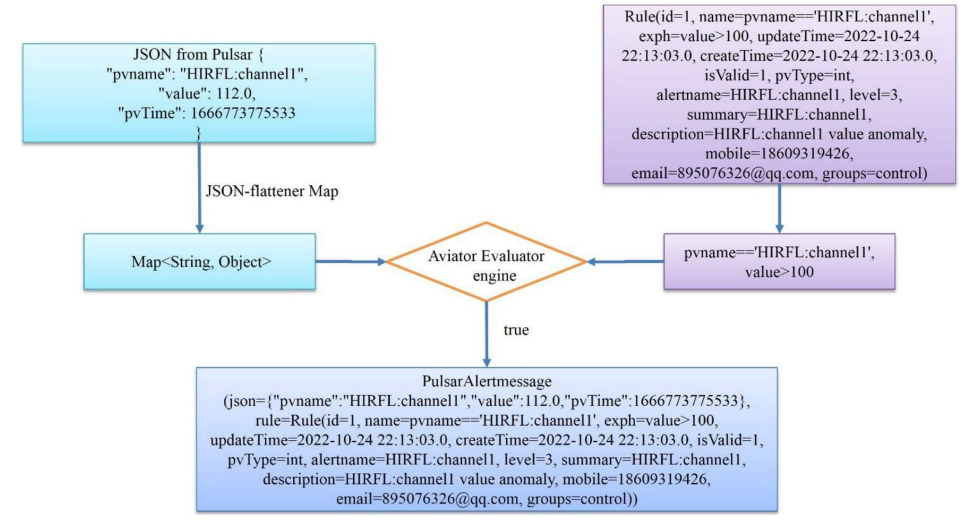 JSON from Pulsar {
"pvname": "HIRFL:channel1",
"value": 112.0,
"pvTime": 1666773775533
}
Rule(id=1, name=pvname=='HIRFL:channel1',
exph=value>100, updateTime=2022-10-24
22:13:03.0, createTime=2022-10-24 22:13:03.0,
isValid=1, pvType=int,
alertname=HIRFL:channel1, level=3,
summary=HIRFL:channel1,
description=HIRFL:channel1 value anomaly,
mobile=18609319426,
email=895076326@qq.com, groups=control)
JSON-flattener Map
Map<String, Object>
Aviator Evaluator
engine
pvname=='HIRFL:channel1',
value>100
true
PulsarAlertmessage
(json={"pvname":"HIRFL:channel1","value":112.0,"pvTime":1666773775533},
rule=Rule(id=1, name=pvname=='HIRFL:channel1', exph=value>100,
updateTime=2022-10-24 22:13:03.0, createTime=2022-10-24 22:13:03.0, isValid=1,
pvType=int, alertname=HIRFL:channel1, level=3, summary=HIRFL:channel1,
description=HIRFL:channel1 value anomaly, mobile=18609319426,
email=895076326@qq.com, groups=control))